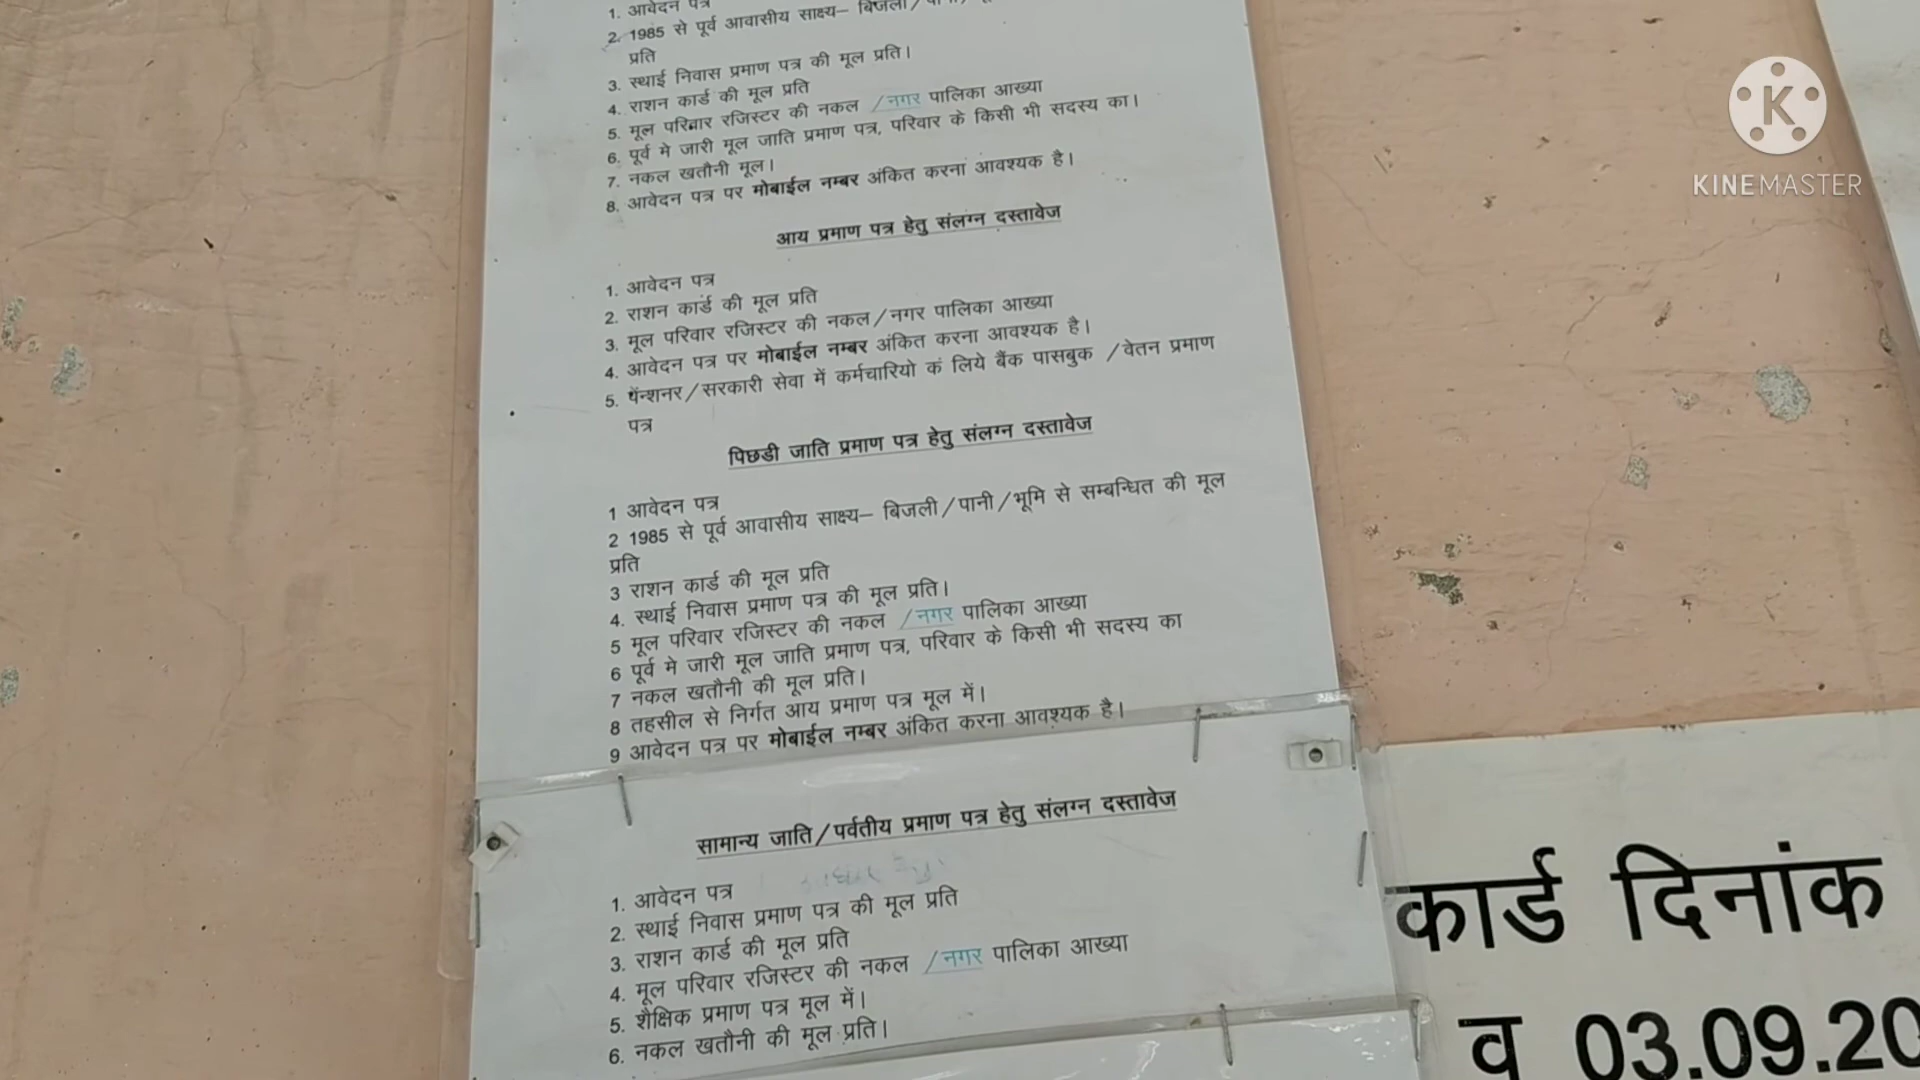 1. आवेदन पत्र
2. 1985 से पूर्व आवासीय साक्ष्य– बिजली/पानी/
प्रति
3. स्थाई निवास प्रमाण पत्र की मूल प्रति।
4. राशन कार्ड की मूल प्रति
5. मूल परिवार रजिस्टर की नकल /नगर पालिका आख्या
6. पूर्व मे जारी मूल जाति प्रमाण पत्र, परिवार के किसी भी सदस्य का।
7. नकल खतौनी मूल।
8. आवेदन पत्र पर मोबाईल नम्बर अंकित करना आवश्यक है।
आय प्रमाण पत्र हेतु संलग्न दस्तावेज
1. आवेदन पत्र
2. राशन कार्ड की मूल प्रति
3. मूल परिवार रजिस्टर की नकल/नगर पालिका आख्या
4. आवेदन पत्र पर मोबाईल नम्बर अंकित करना आवश्यक है।
5. पेंन्शनर/सरकारी सेवा में कर्मचारियो कं लिये बैंक पासबुक /वेतन प्रमाण
पत्र
पिछडी जाति प्रमाण पत्र हेतु संलग्न दस्तावेज
1 आवेदन पत्र
2 1985 से पूर्व आवासीय साक्ष्य– बिजली/पानी/भूमि से सम्बन्धित की मूल
प्रति
3 राशन कार्ड की मूल प्रति
4. स्थाई निवास प्रमाण पत्र की मूल प्रति।
5 मूल परिवार रजिस्टर की नकल /नगर पालिका आख्या
6 पूर्व मे जारी मूल जाति प्रमाण पत्र, परिवार के किसी भी सदस्य का
7 नकल खतौनी की मूल प्रति।
8 तहसील से निर्गत आय प्रमाण पत्र मूल में।
9 आवेदन पत्र पर मोबाईल नम्बर अंकित करना आवश्यक है।
सामान्य जाति/पर्वतीय प्रमाण पत्र हेतु संलग्न दस्तावेज
1. आवेदन पत्र
2. स्थाई निवास प्रमाण पत्र की मूल प्रति
3. राशन कार्ड की मूल प्रति
4. मूल परिवार रजिस्टर की नकल /नगर पालिका आख्या
5. शैक्षिक प्रमाण पत्र मूल में।
6. नकल खतौनी की मूल प्रति।
कार्ड दिनांक
व 03.09.20
KINEMASTER